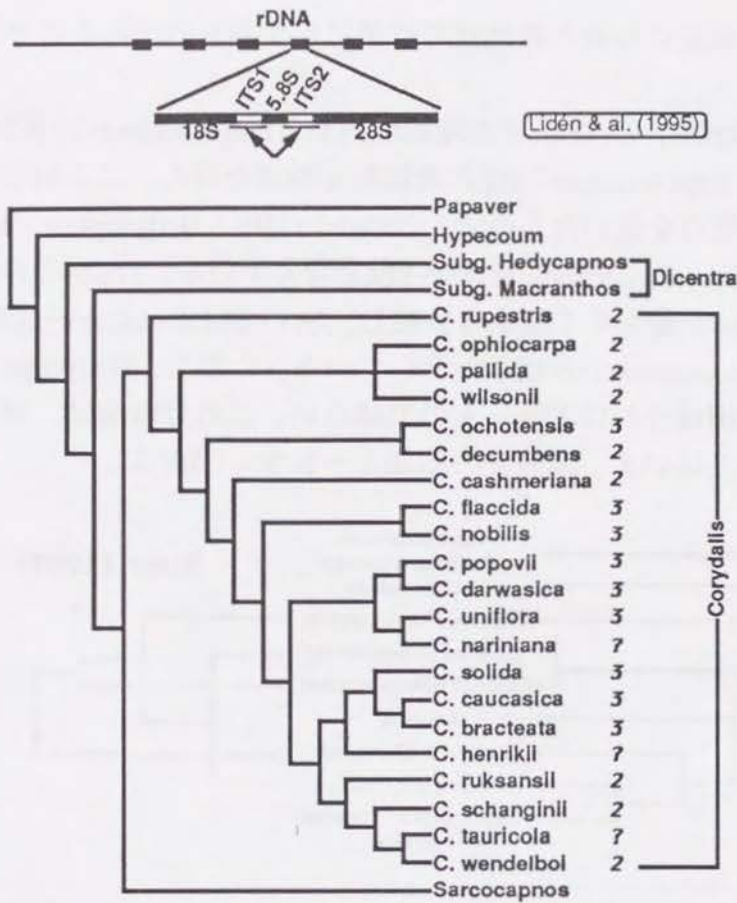 rDNA
ITS1
5.8S
ITS2
18S
28S
Lidén & al. (1995)
Papaver
Hypecoum
Subg. Hedycapnos
Subg. Macranthos
Dicentra
C. rupestris 2
C. ophiocarpa 2
C. pallida 2
C. wilsonii 2
C. ochotensis 3
C. decumbens 2
C. cashmeriana 2
C. flaccida 3
C. nobilis 3
C. popovii 3
C. darwasica 3
C. uniflora 3
C. nariniana ?
C. solida 3
C. caucasica 3
C. bracteata 3
C. henrikii ?
C. ruksansii 2
C. schanginii 2
C. tauricola ?
C. wendelboi 2
Corydalis
Sarcocapnos